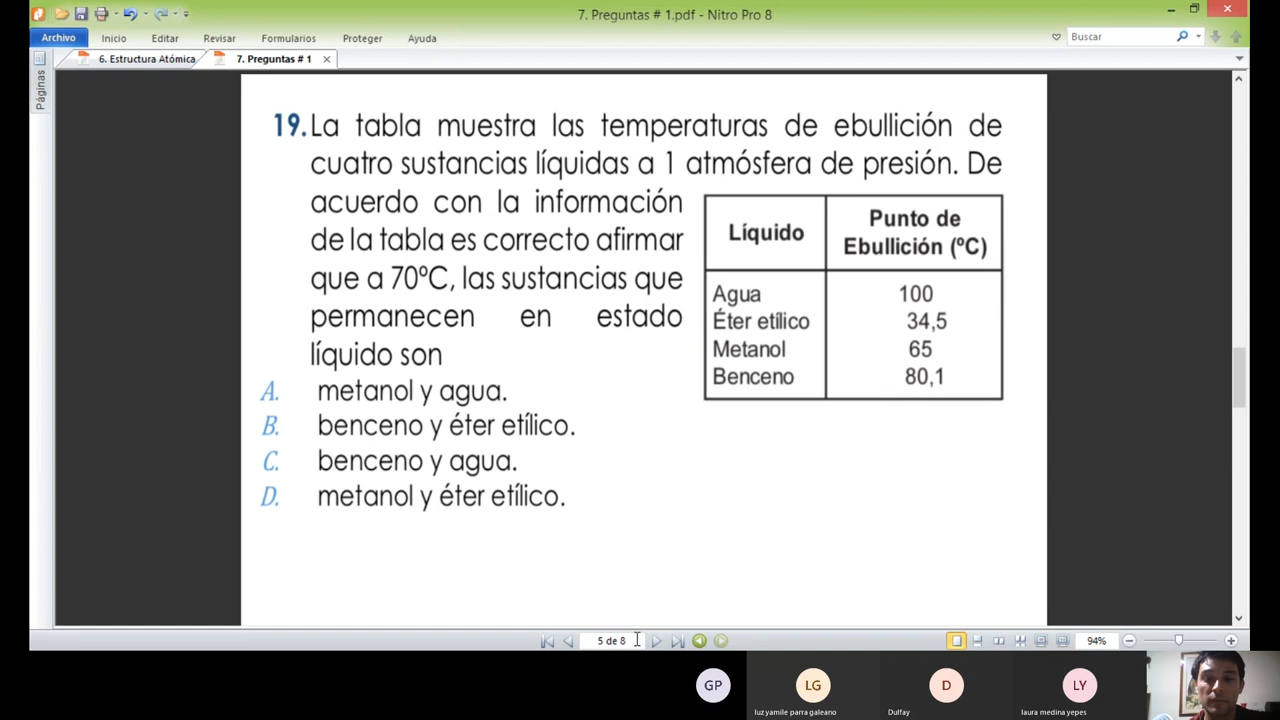 7. Preguntas # 1.pdf - Nitro Pro 8
Archivo Inicio Editar Revisar Formularios Proteger Ayuda Buscar
6. Estructura Atómica 7. Preguntas # 1
Páginas
19. La tabla muestra las temperaturas de ebullición de
cuatro sustancias líquidas a 1 atmósfera de presión. De
acuerdo con la información
de la tabla es correcto afirmar
que a 70ºC, las sustancias que
permanecen en estado
líquido son
Líquido Punto de
Ebullición (ºC)
Agua 100
Éter etílico 34,5
Metanol 65
Benceno 80,1
A. metanol y agua.
B. benceno y éter etílico.
C. benceno y agua.
D. metanol y éter etílico.
5 de 8 94%
GP LG D LY
luz yamile parra galeano Dulfay laura medina yepes